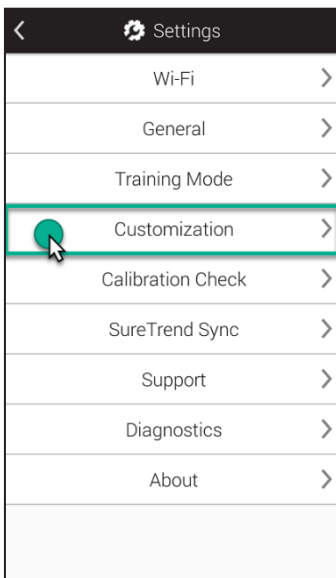 Settings
Wi-Fi
General
Training Mode
Customization
Calibration Check
SureTrend Sync
Support
Diagnostics
About